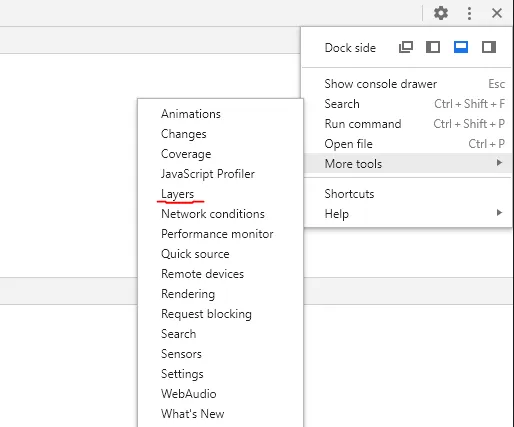 Dock side
Show console drawer Esc
Search Ctrl + Shift + F
Run command Ctrl + Shift + P
Open file Ctrl + P
More tools
Shortcuts
Help
Animations
Changes
Coverage
JavaScript Profiler
Layers
Network conditions
Performance monitor
Quick source
Remote devices
Rendering
Request blocking
Search
Sensors
Settings
WebAudio
What's New